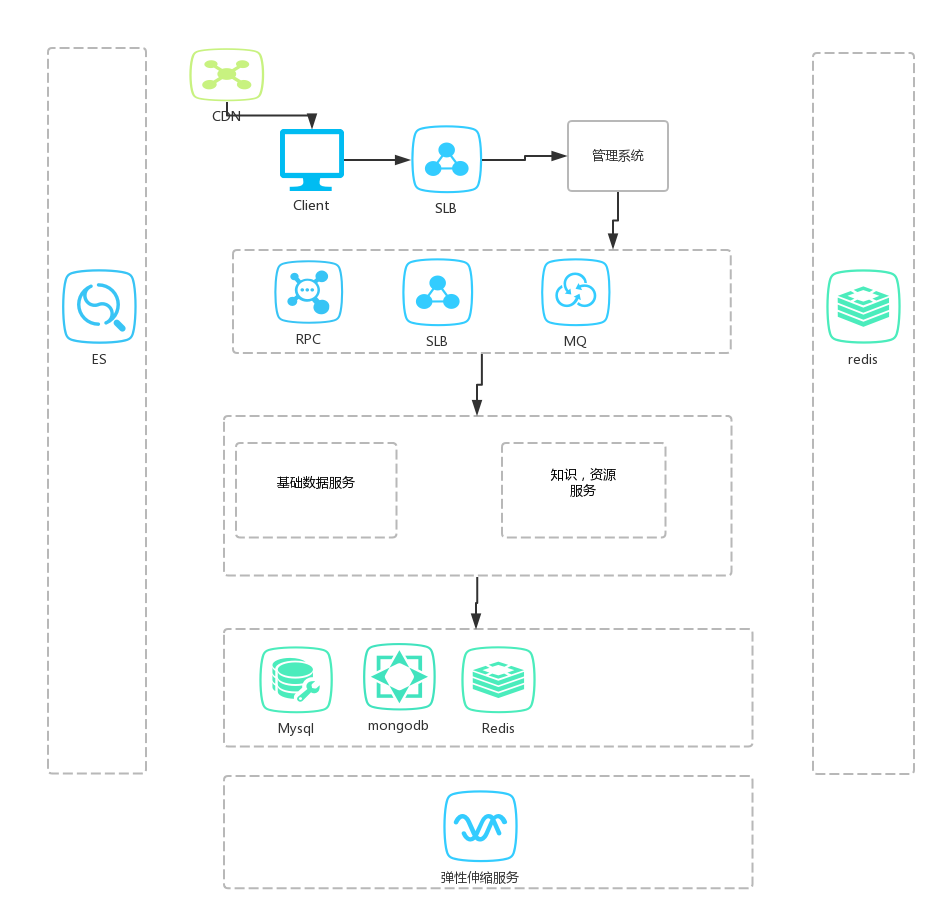 CDN
Client
SLB
管理系统
RPC
SLB
MQ
ES
redis
基础数据服务
知识，资源
服务
Mysql
mongodb
Redis
弹性伸缩服务